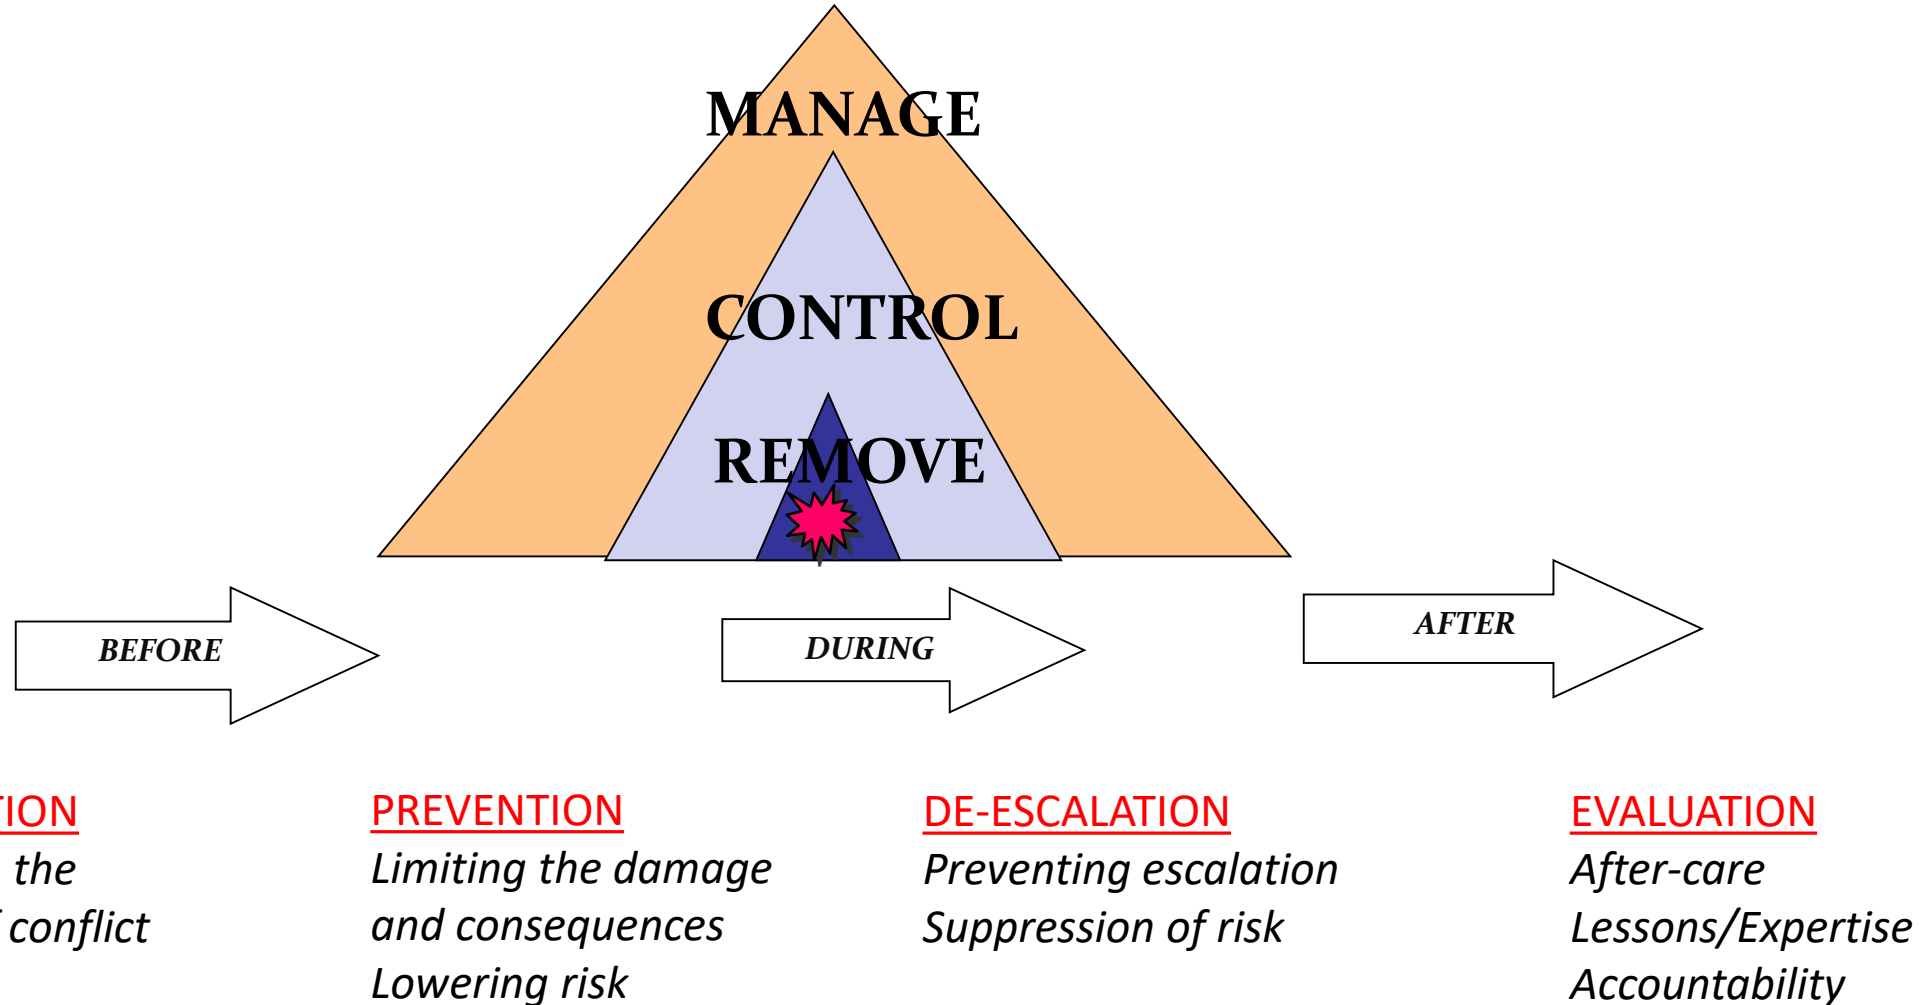 MANAGE
CONTROL
REMOVE
BEFORE
DURING
AFTER
TION
the
conflict
PREVENTION
Limiting the damage
and consequences
Lowering risk
DE-ESCALATION
Preventing escalation
Suppression of risk
EVALUATION
After-care
Lessons/Expertise
Accountability